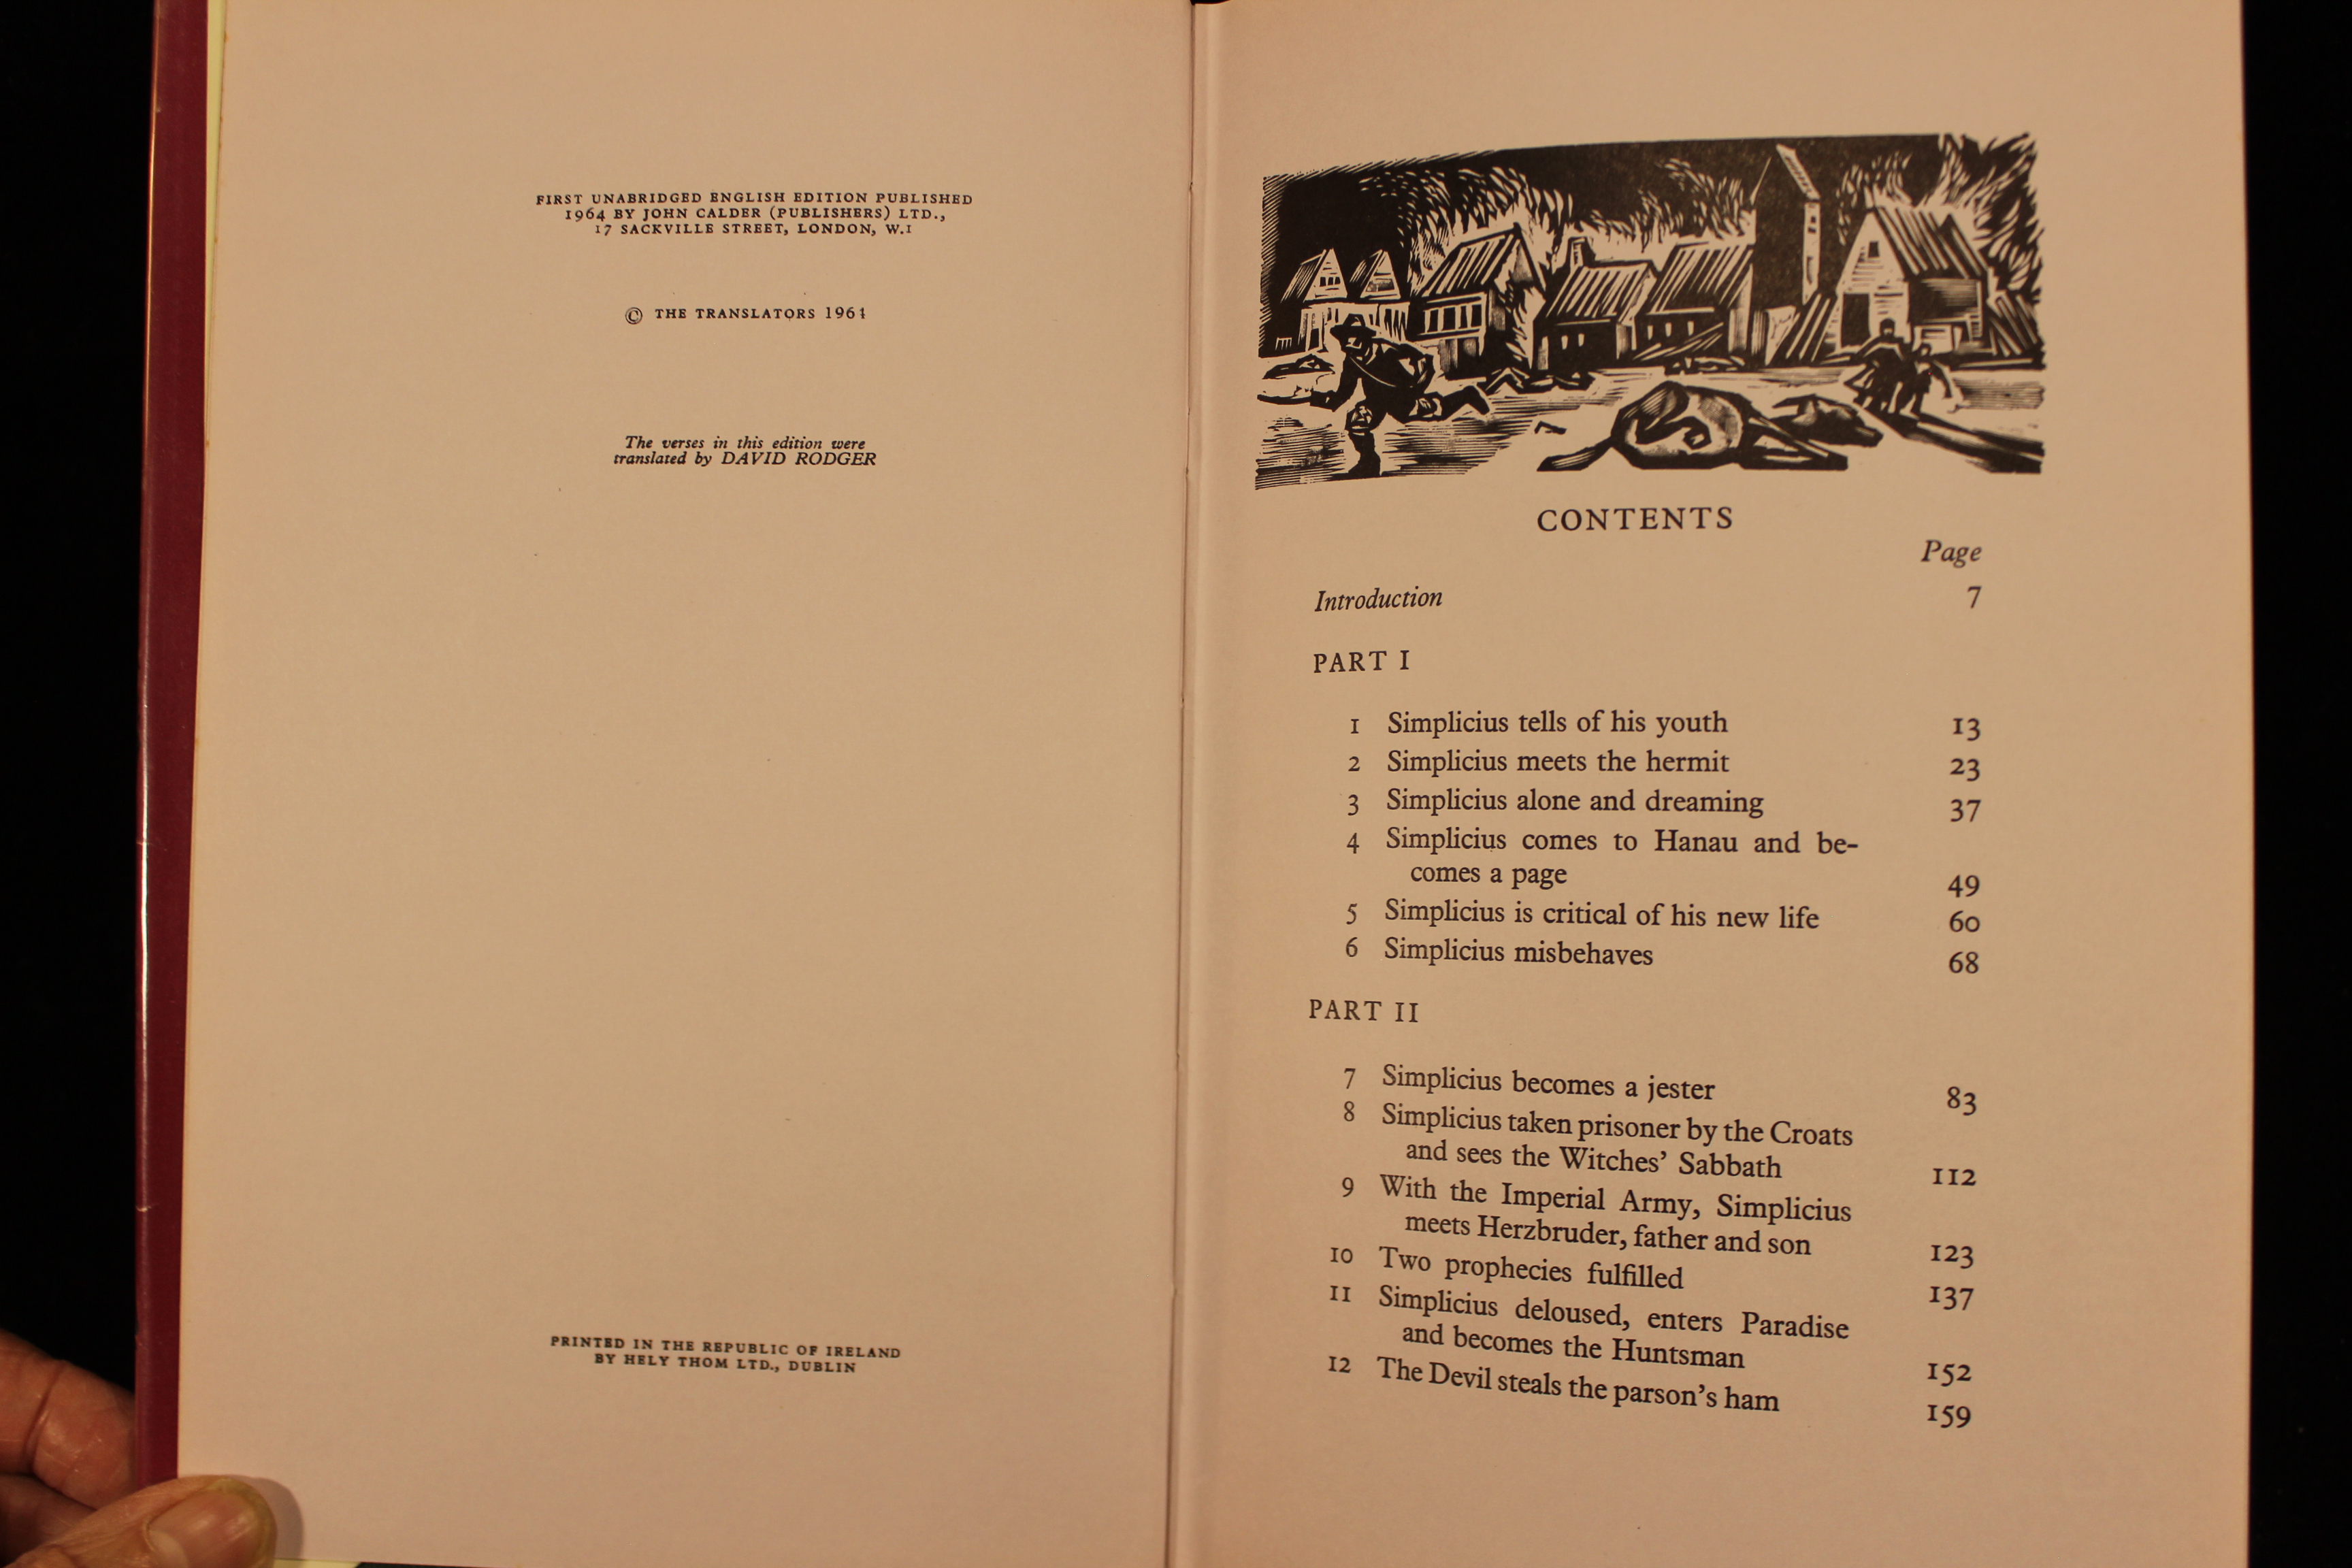 FIRST UNABRIDGED ENGLISH EDITION PUBLISHED
1964 BY JOHN CALDER (PUBLISHERS) LTD.,
17 SACKVILLE STREET, LONDON, W.1
© THE TRANSLATORS 1964
The verses in this edition were
translated by DAVID RODGER
PRINTED IN THE REPUBLIC OF IRELAND
BY HELY THOM LTD., DUBLIN
CONTENTS
Page
Introduction 7
PART I
1 Simplicius tells of his youth 13
2 Simplicius meets the hermit 23
3 Simplicius alone and dreaming 37
4 Simplicius comes to Hanau and be-
comes a page 49
5 Simplicius is critical of his new life 60
6 Simplicius misbehaves 68
PART II
7 Simplicius becomes a jester 83
8 Simplicius taken prisoner by the Croats
and sees the Witches' Sabbath 112
9 With the Imperial Army, Simplicius
meets Herzbruder, father and son 123
10 Two prophecies fulfilled 137
11 Simplicius deloused, enters Paradise
and becomes the Huntsman 152
12 The Devil steals the parson's ham 159